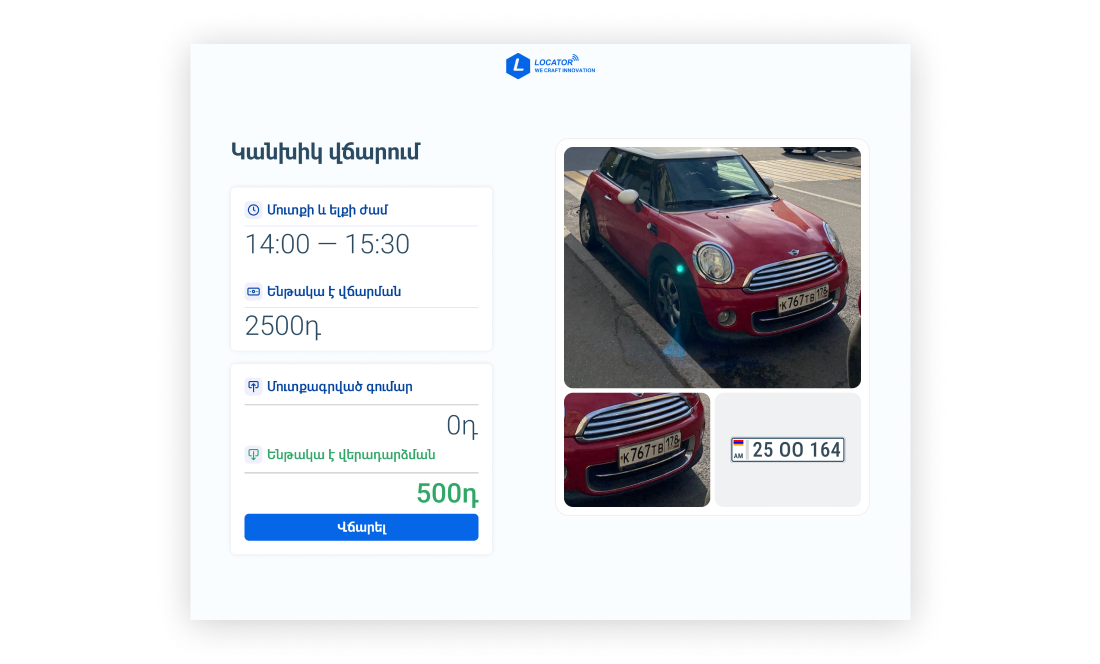 LOCATOR
WE CRAFT INNOVATION
Կանխիկ վճարում
Մուտքի և ելքի ժամ
14:00 — 15:30
Ենթակա է վճարման
2500դ
Մուտքագրված գումար
0դ
Ենթակա է վերադարձման
500դ
Վճարել
К767ТВ 178
К767ТВ 178
AM 25 OO 164